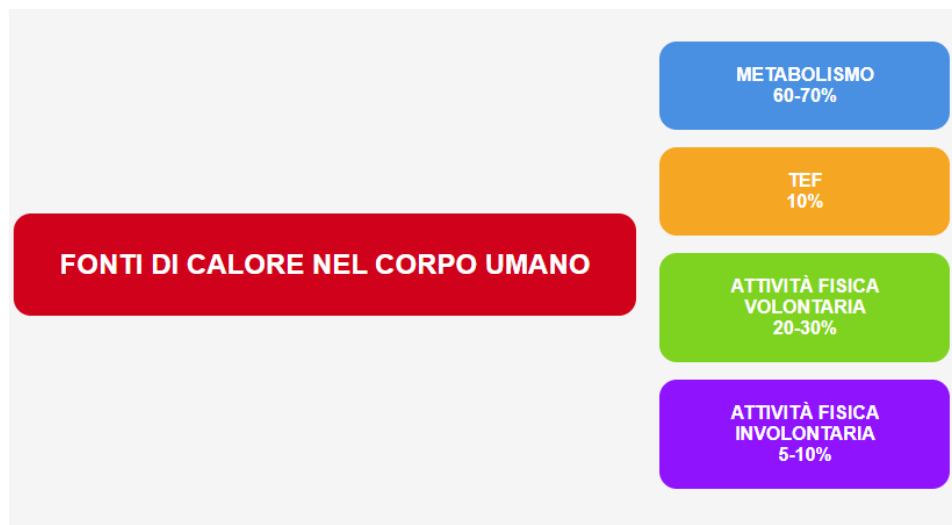 FONTI DI CALORE NEL CORPO UMANO
METABOLISMO
60-70%
TEF
10%
ATTIVITÀ FISICA
VOLONTARIA
20-30%
ATTIVITÀ FISICA
INVOLONTARIA
5-10%